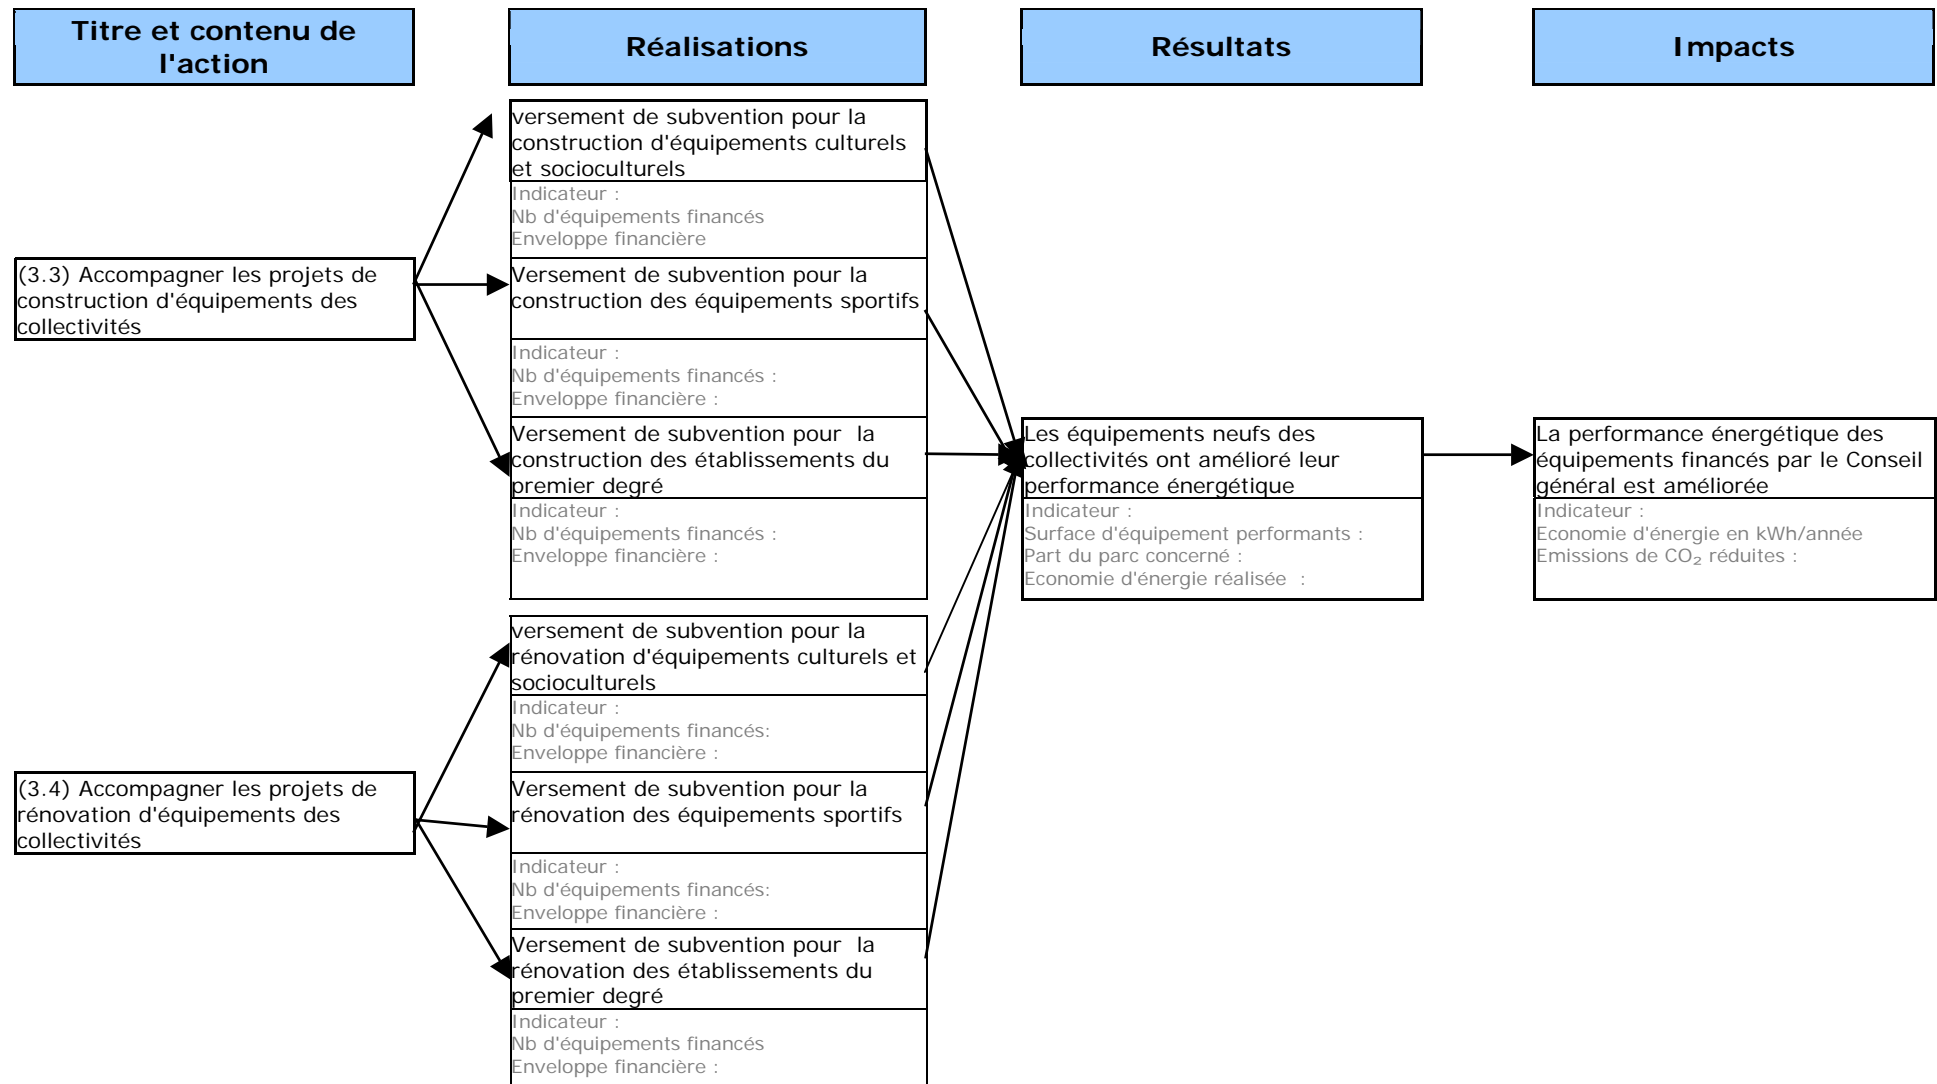 Titre et contenu de
l'action
Réalisations
Résultats
Impacts
versement de subvention pour la
construction d'équipements culturels
et socioculturels
Indicateur :
Nb d'équipements financés
Enveloppe financière
(3.3) Accompagner les projets de
construction d'équipements des
collectivités
Versement de subvention pour la
construction des équipements sportifs
Indicateur :
Nb d'équipements financés :
Enveloppe financière :
Versement de subvention pour  la
construction des établissements du
premier degré
Indicateur :
Nb d'équipements financés :
Enveloppe financière :
Les équipements neufs des
collectivités ont amélioré leur
performance énergétique
Indicateur :
Surface d'équipement performants :
Part du parc concerné :
Economie d'énergie réalisée  :
La performance énergétique des
équipements financés par le Conseil
général est améliorée
Indicateur :
Economie d'énergie en kWh/année
Emissions de CO₂ réduites :
versement de subvention pour la
rénovation d'équipements culturels et
socioculturels
Indicateur :
Nb d'équipements financés:
Enveloppe financière :
(3.4) Accompagner les projets de
rénovation d'équipements des
collectivités
Versement de subvention pour la
rénovation des équipements sportifs
Indicateur :
Nb d'équipements financés:
Enveloppe financière :
Versement de subvention pour  la
rénovation des établissements du
premier degré
Indicateur :
Nb d'équipements financés
Enveloppe financière :